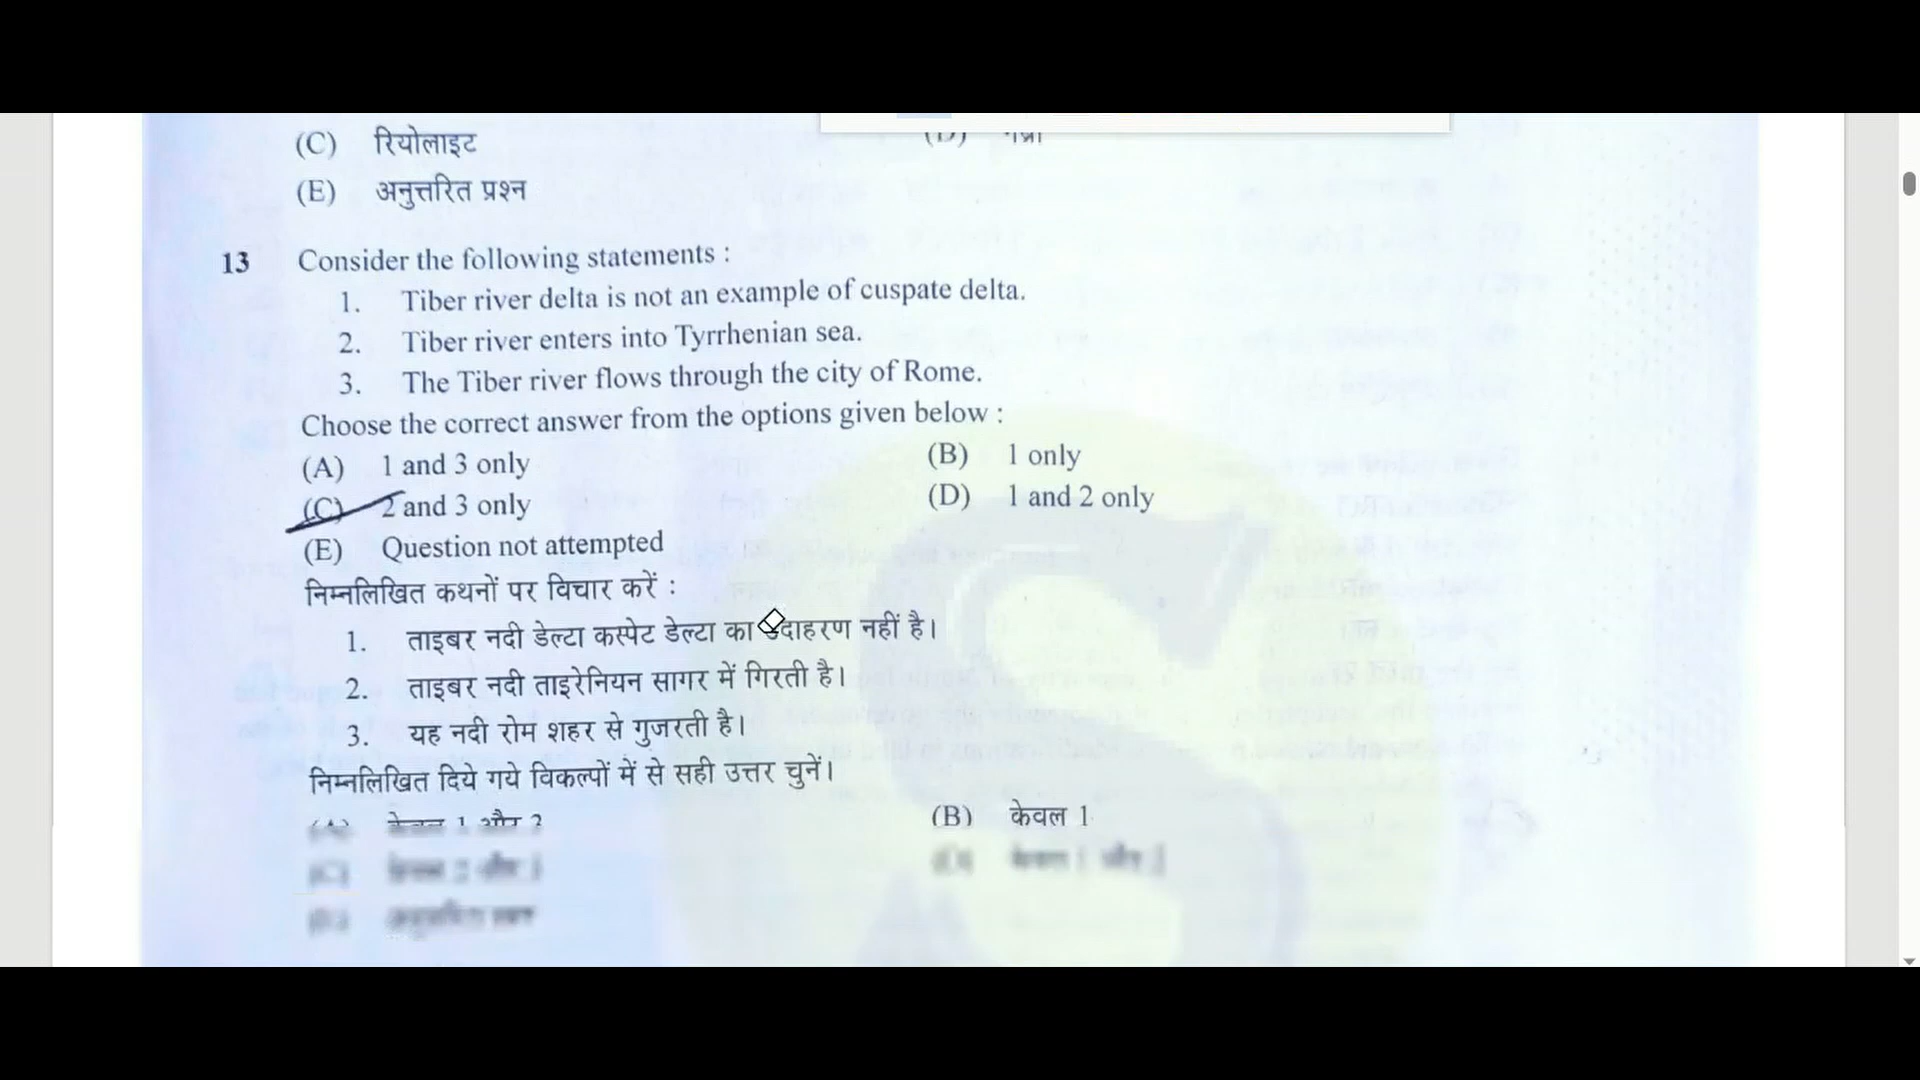 (C) रियोलाइट
(E) अनुत्तरित प्रश्न
13 Consider the following statements :
1. Tiber river delta is not an example of cuspate delta.
2. Tiber river enters into Tyrrhenian sea.
3. The Tiber river flows through the city of Rome.
Choose the correct answer from the options given below :
(A) 1 and 3 only (B) 1 only
(C) 2 and 3 only (D) 1 and 2 only
(E) Question not attempted
निम्नलिखित कथनों पर विचार करें :
1. ताइबर नदी डेल्टा कस्पेट डेल्टा का उदाहरण नहीं है।
2. ताइबर नदी ताइरेनियन सागर में गिरती है।
3. यह नदी रोम शहर से गुजरती है।
निम्नलिखित दिये गये विकल्पों में से सही उत्तर चुनें।
(B) केवल 1